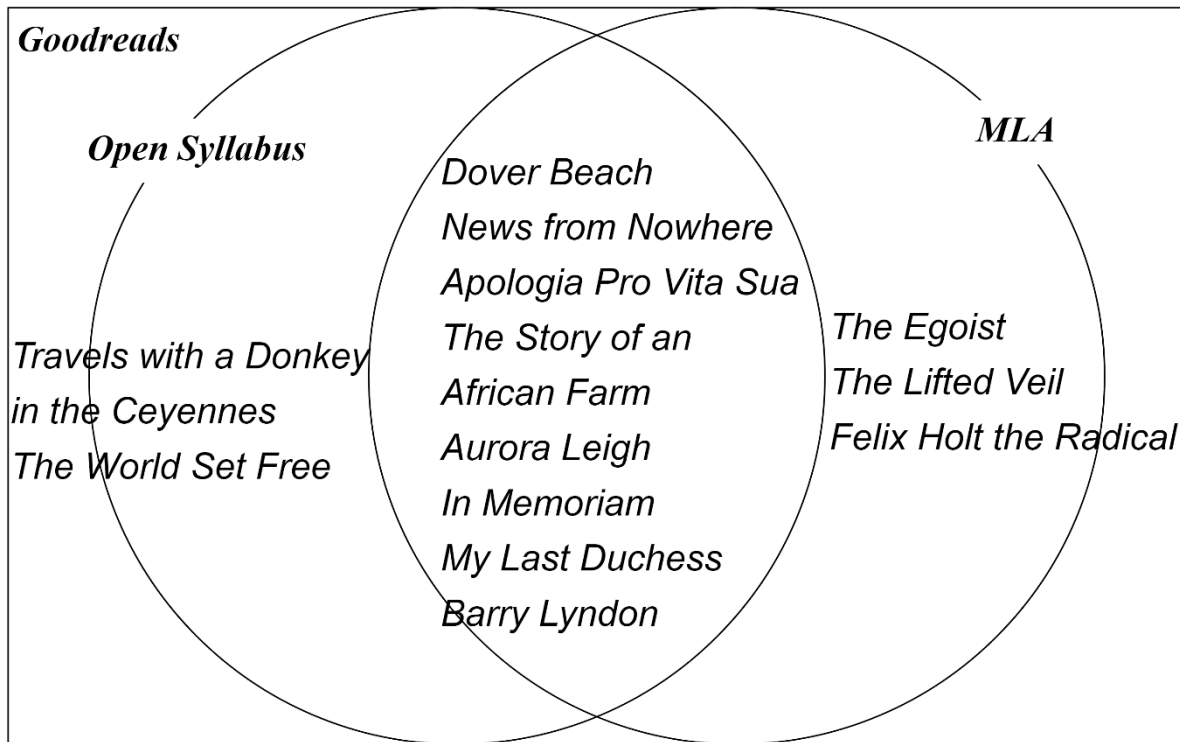 Goodreads
Open Syllabus
MLA
Dover Beach
News from Nowhere
Apologia Pro Vita Sua
The Story of an
African Farm
Aurora Leigh
In Memoriam
My Last Duchess
Barry Lyndon
Travels with a Donkey
in the Ceyennes
The World Set Free
The Egoist
The Lifted Veil
Felix Holt the Radical